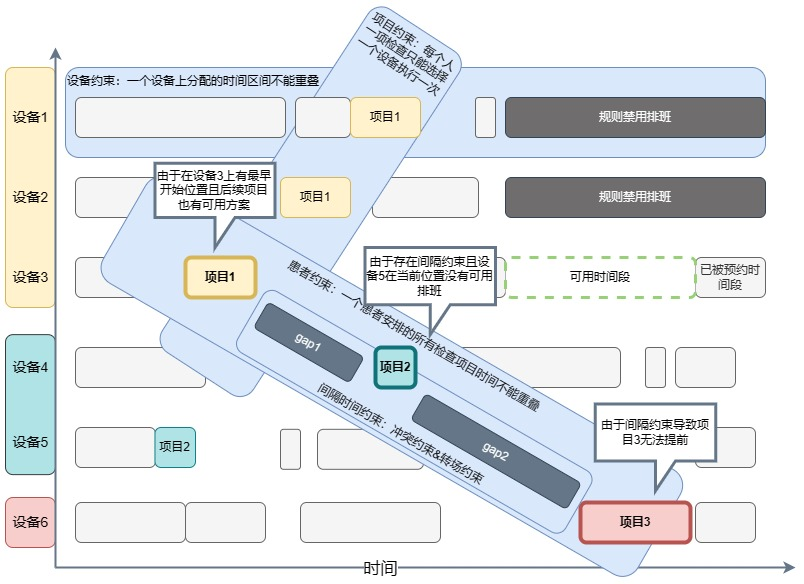 项目约束：每个人
一项检查只能选择
一个设备执行一次
设备约束：一个设备上分配的时间区间不能重叠
设备1
项目1
规则禁用排班
由于在设备3上有最早
开始位置且后续项目
也有可用方案
设备2
项目1
规则禁用排班
设备3
项目1
患者约束：一个患者安排的所有检查项目时间不能重叠
由于存在间隔约束且设
备5在当前位置没有可用
排班
可用时间段
已被预约时
间段
设备4
gap1
项目2
间隔时间约束：冲突约束&转场约束
由于间隔约束导致项
目3无法提前
设备5
项目2
gap2
设备6
项目3
时间